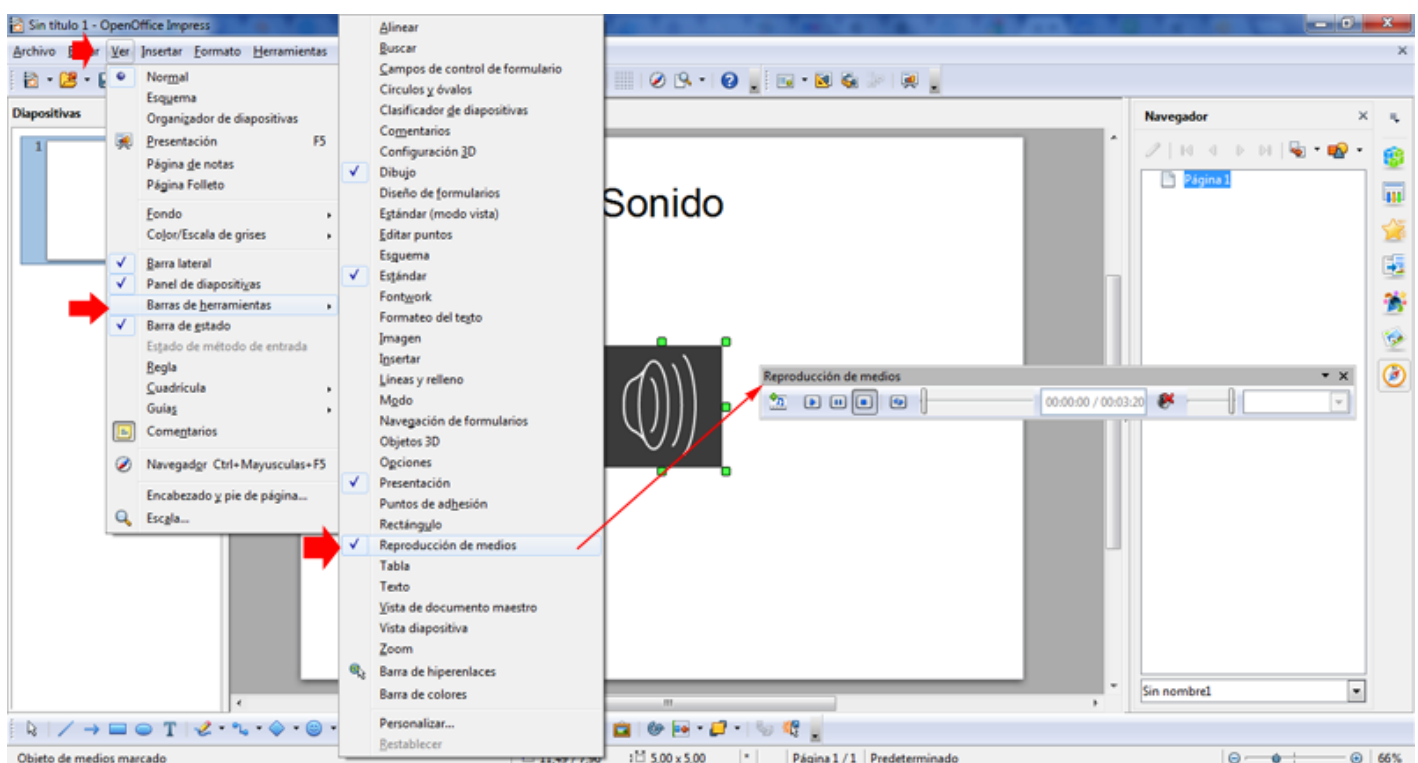 Sin título 1 - OpenOffice Impress
Archivo Ver Insertar Formato Herramientas
Normal
Esquema
Organizador de diapositivas
Presentación F5
Página de notas
Página Folleto
Fondo
Color/Escala de grises
Barra lateral
Panel de diapositivas
Barras de herramientas
Barra de estado
Estado de método de entrada
Regla
Cuadrícula
Guías
Comentarios
Navegador Ctrl+Mayusculas+F5
Encabezado y pie de página...
Escala...
Alinear
Buscar
Campos de control de formulario
Círculos y óvalos
Clasificador de diapositivas
Comentarios
Configuración 3D
Dibujo
Diseño de formularios
Estándar (modo vista)
Editar puntos
Esquema
Estándar
Fontwork
Formateo del texto
Imagen
Insertar
Líneas y relleno
Modo
Navegación de formularios
Objetos 3D
Opciones
Presentación
Puntos de adhesión
Rectángulo
Reproducción de medios
Tabla
Texto
Vista de documento maestro
Vista diapositiva
Zoom
Barra de hiperenlaces
Barra de colores
Personalizar...
Restablecer
Diapositivas
1
Sonido
Reproducción de medios
00:00:00 / 00:03:20
Navegador
Página 1
Sin nombre1
Objeto de medios marcado
5.00 x 5.00
*
Página 1 / 1
Predeterminado
66%